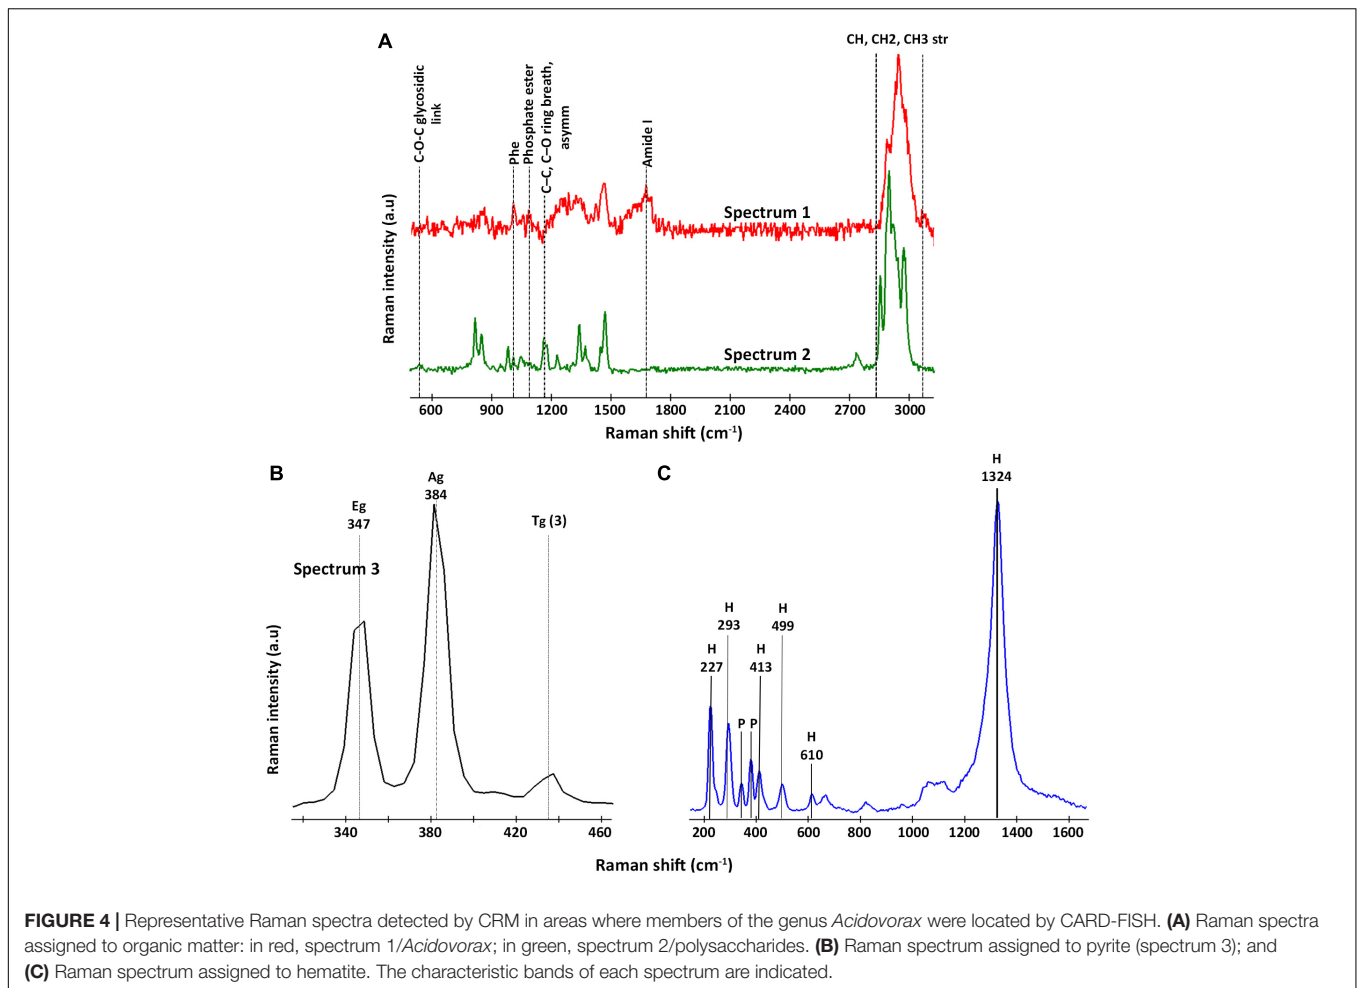 A
CH, CH2, CH3 str
C-O-C glycosidic
link
Phe
Phosphate ester
C–C, C–O ring breath,
asymm
Amide I
Spectrum 1
Spectrum 2
Raman intensity (a.u)
600 900 1200 1500 1800 2100 2400 2700 3000
Raman shift (cm-1)
B
Eg
347
Ag
384
Tg (3)
Spectrum 3
Raman intensity (a.u)
340 380 420 460
C
H
1324
H
293
H
499
H
227
H
413
P P
H
610
200 400 600 800 1000 1200 1400 1600
Raman shift (cm-1)
FIGURE 4 | Representative Raman spectra detected by CRM in areas where members of the genus Acidovorax were located by CARD-FISH. (A) Raman spectra
assigned to organic matter: in red, spectrum 1/Acidovorax; in green, spectrum 2/polysaccharides. (B) Raman spectrum assigned to pyrite (spectrum 3); and
(C) Raman spectrum assigned to hematite. The characteristic bands of each spectrum are indicated.